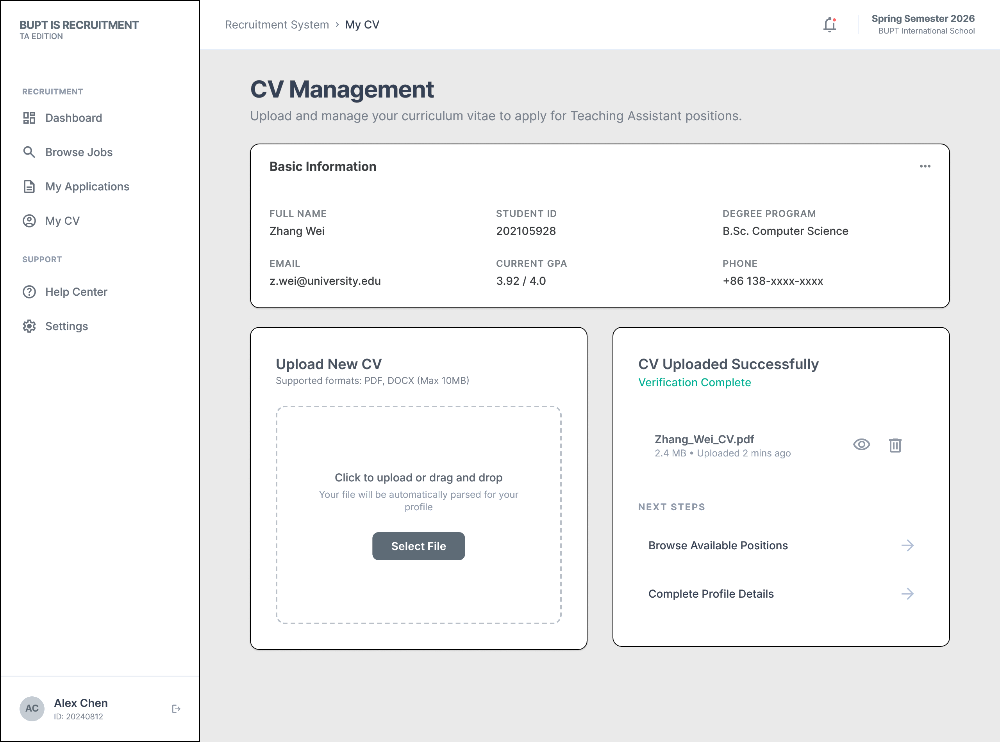 BUPT IS RECRUITMENT
TA EDITION
RECRUITMENT
Dashboard
Browse Jobs
My Applications
My CV
SUPPORT
Help Center
Settings
AC
Alex Chen
ID: 20240812
Recruitment System › My CV
Spring Semester 2026
BUPT International School
CV Management
Upload and manage your curriculum vitae to apply for Teaching Assistant positions.
Basic Information
FULL NAME
Zhang Wei
STUDENT ID
202105928
DEGREE PROGRAM
B.Sc. Computer Science
EMAIL
z.wei@university.edu
CURRENT GPA
3.92 / 4.0
PHONE
+86 138-xxxx-xxxx
Upload New CV
Supported formats: PDF, DOCX (Max 10MB)
Click to upload or drag and drop
Your file will be automatically parsed for your
profile
Select File
CV Uploaded Successfully
Verification Complete
Zhang_Wei_CV.pdf
2.4 MB • Uploaded 2 mins ago
NEXT STEPS
Browse Available Positions
Complete Profile Details